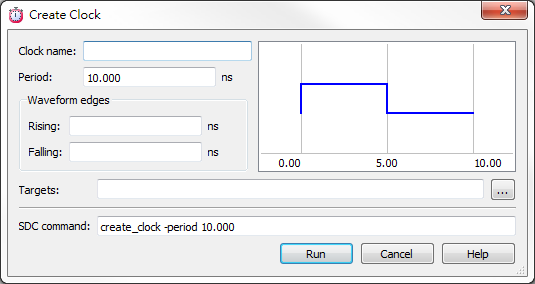 Create Clock
Clock name:
Period: 10.000 ns
Waveform edges
Rising: ns
Falling: ns
0.00 5.00 10.00
Targets: ...
SDC command: create_clock -period 10.000
Run Cancel Help